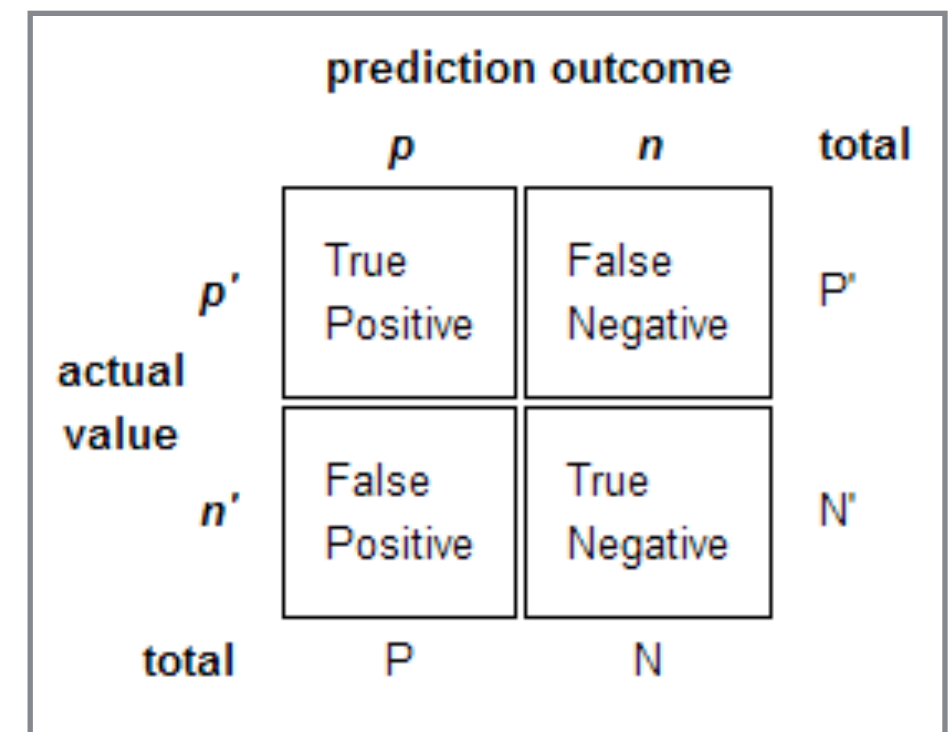 prediction outcome
p n total
True False
p' P'
Positive Negative
actual
value
False True
n' N'
Positive Negative
total P N